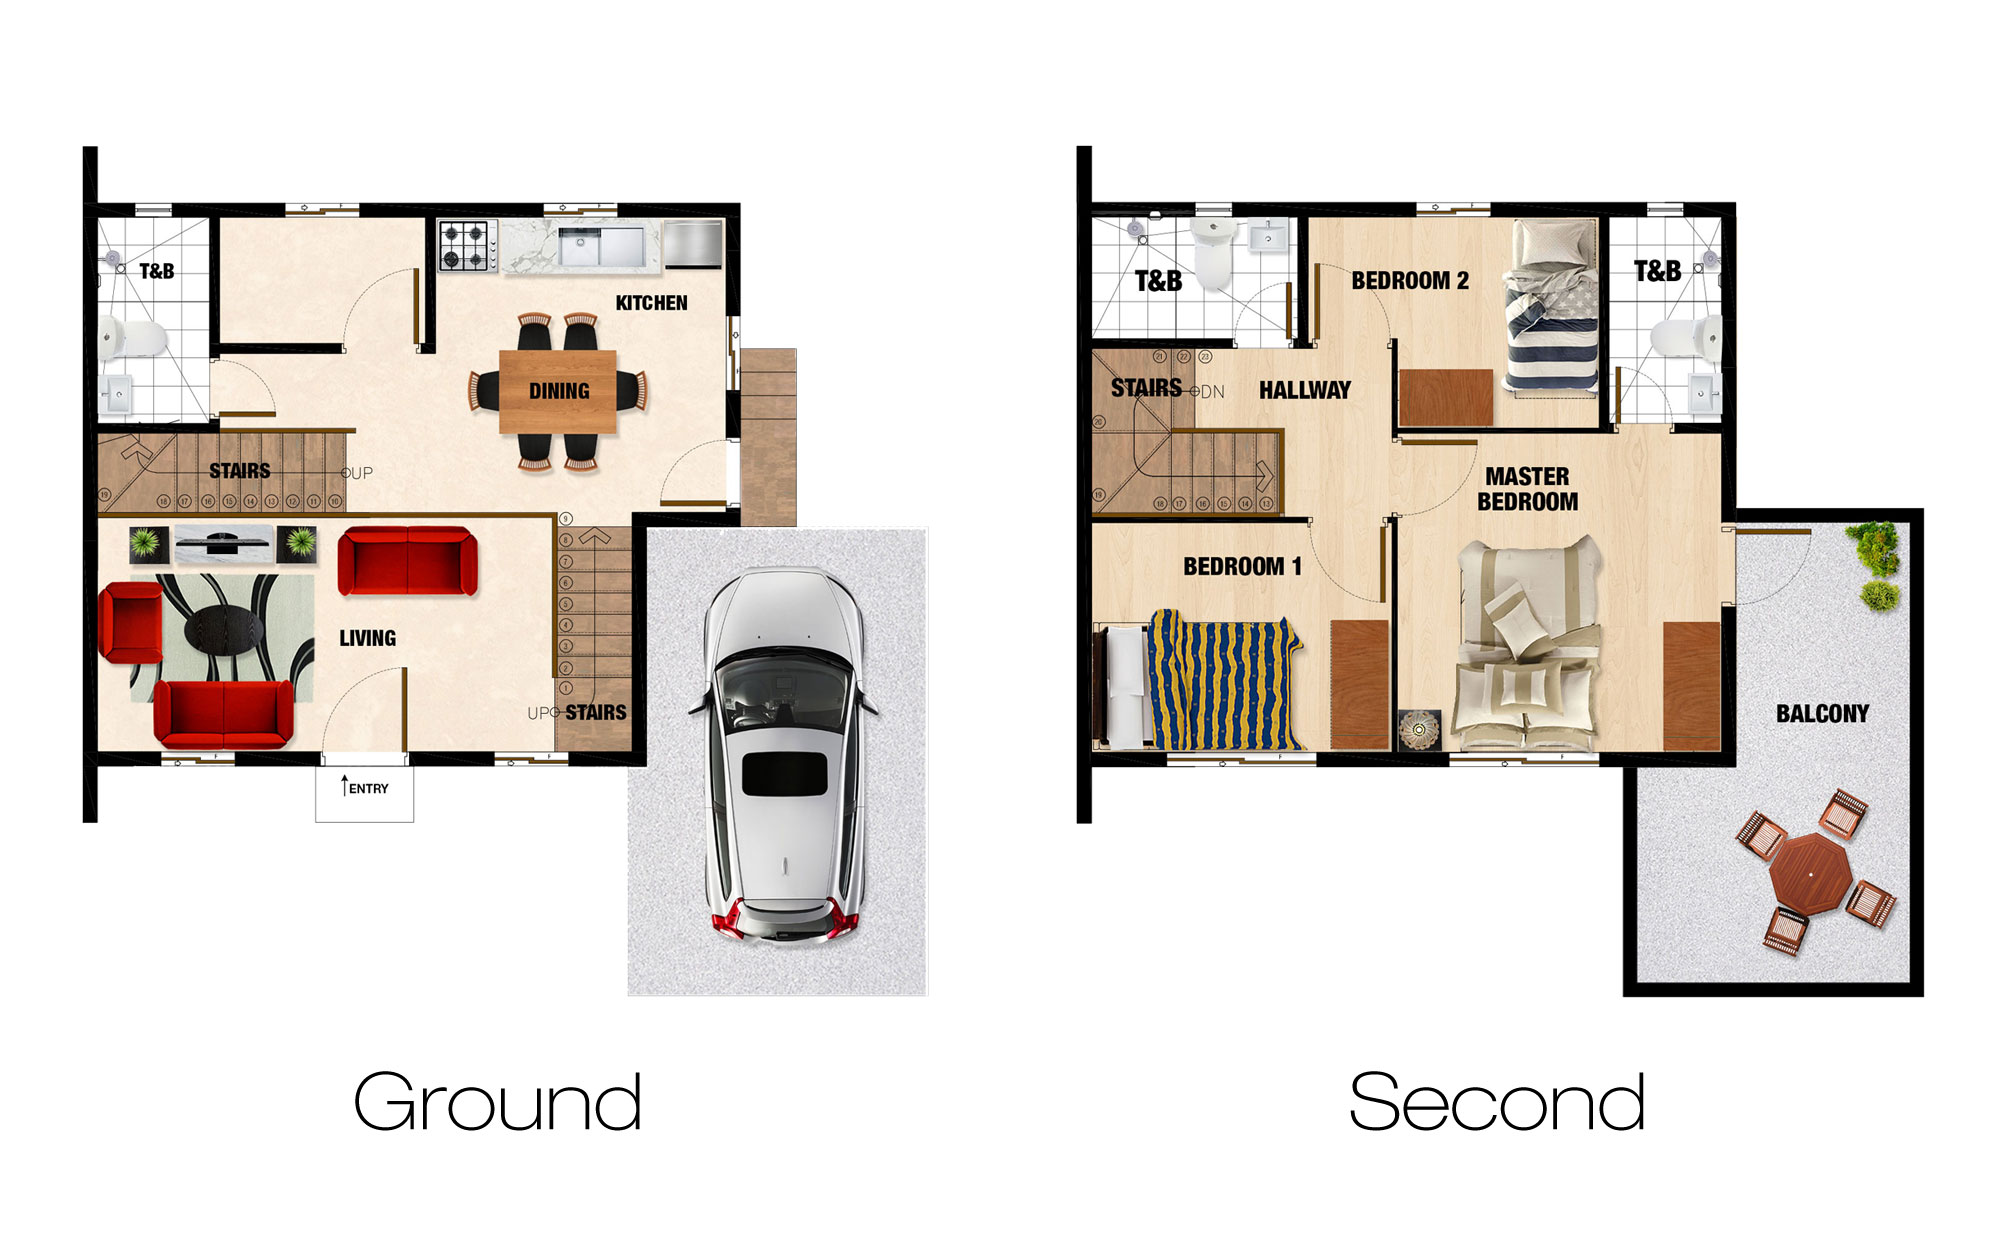 T&B
KITCHEN
DINING
STAIRS
UP
19
18
17
16
15
14
13
12
11
10
9
8
7
6
5
4
3
2
1
LIVING
UP
STAIRS
ENTRY
Ground
T&B
BEDROOM 2
T&B
21
22
23
STAIRS
DN
HALLWAY
20
19
18
17
16
15
14
13
MASTER
BEDROOM
BEDROOM 1
BALCONY
Second